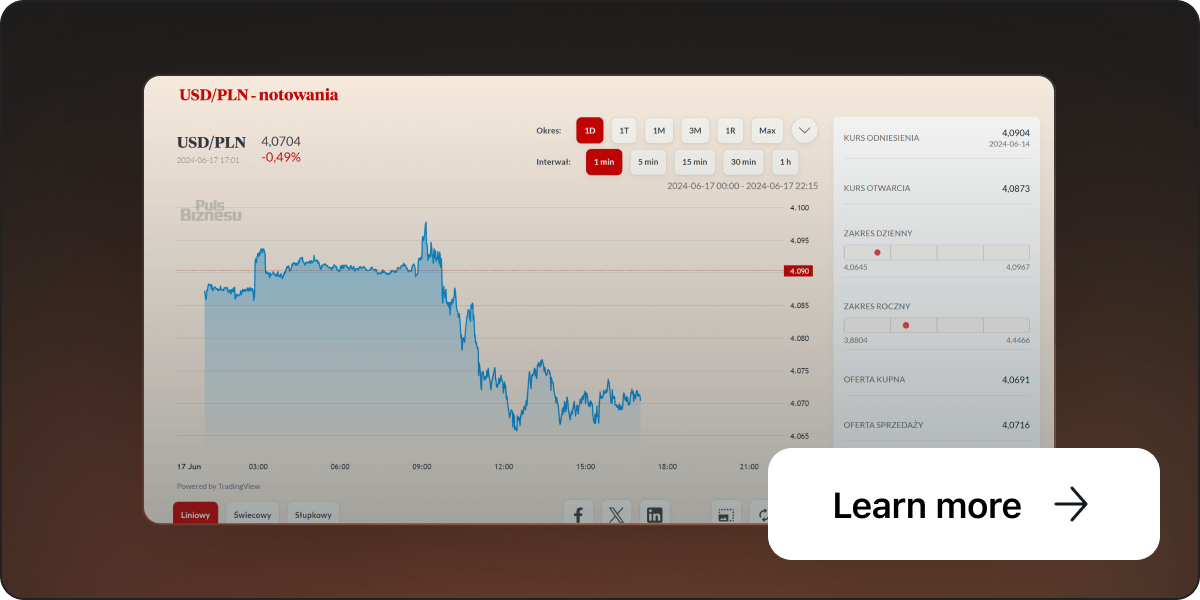 USD/PLN - notowania
USD/PLN 4,0704
2024-06-17 17:01 -0,49%
Okres: 1D 1T 1M 3M 1R Max
Interwał: 1 min 5 min 15 min 30 min 1 h
2024-06-17 00:00 - 2024-06-17 22:15
Puls
Biznesu
4.100
4.095
4.090
4.085
4.080
4.075
4.070
4.065
17 Jun 03:00 06:00 09:00 12:00 15:00 18:00 21:00
Powered by TradingView
Liniowy Świecowy Słupkowy
KURS ODNIESIENIA 4,0904
2024-06-14
KURS OTWARCIA 4,0873
ZAKRES DZIENNY
4,0645 4,0967
ZAKRES ROCZNY
3,8804 4,4466
OFERTA KUPNA 4,0691
OFERTA SPRZEDAŻY 4,0716
Learn more